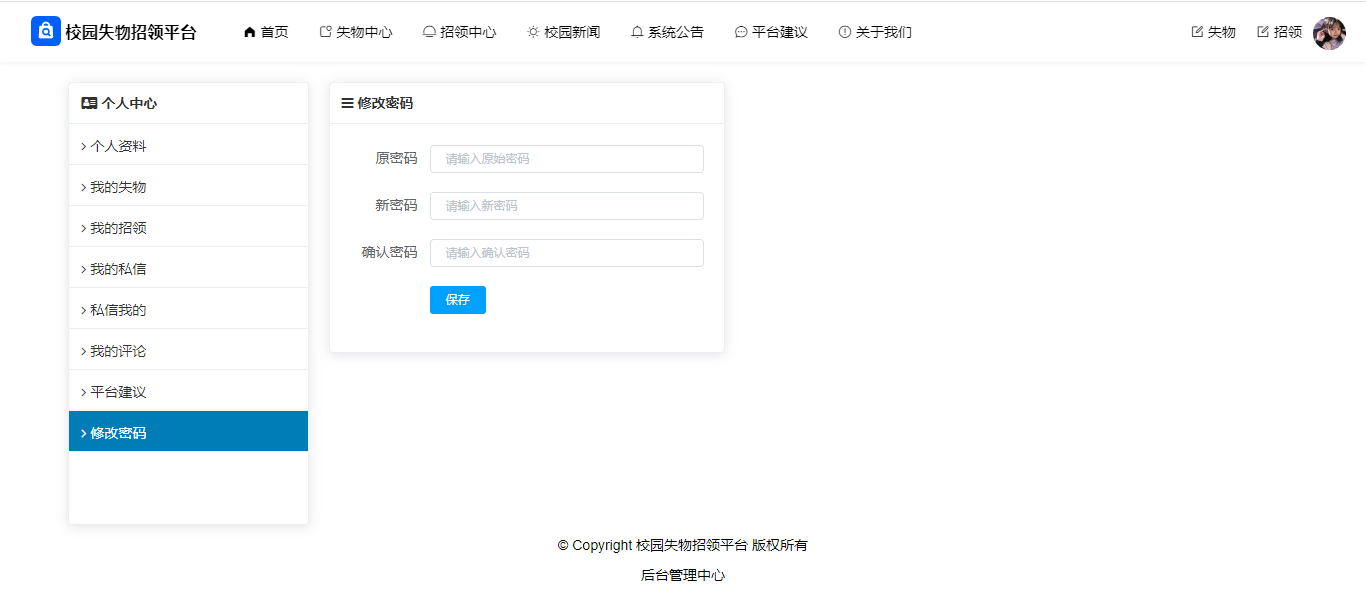 校园失物招领平台 首页 失物中心 招领中心 校园新闻 系统公告 平台建议 关于我们 失物 招领
个人中心
个人资料
我的失物
我的招领
我的私信
私信我的
我的评论
平台建议
修改密码
修改密码
原密码 请输入原始密码
新密码 请输入新密码
确认密码 请输入确认密码
保存
© Copyright 校园失物招领平台 版权所有
后台管理中心